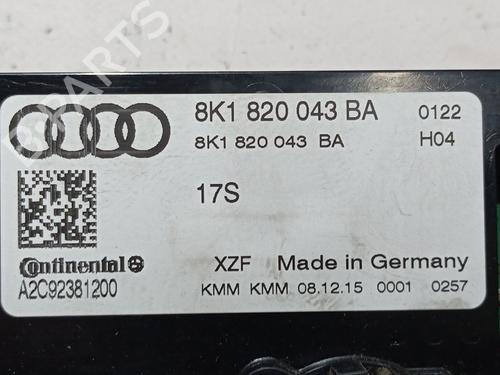 8K1 820 043 BA 0122
8K1 820 043 BA H04
17S
Continental XZF Made in Germany
A2C92381200 KMM KMM 08.12.15 0001 0257